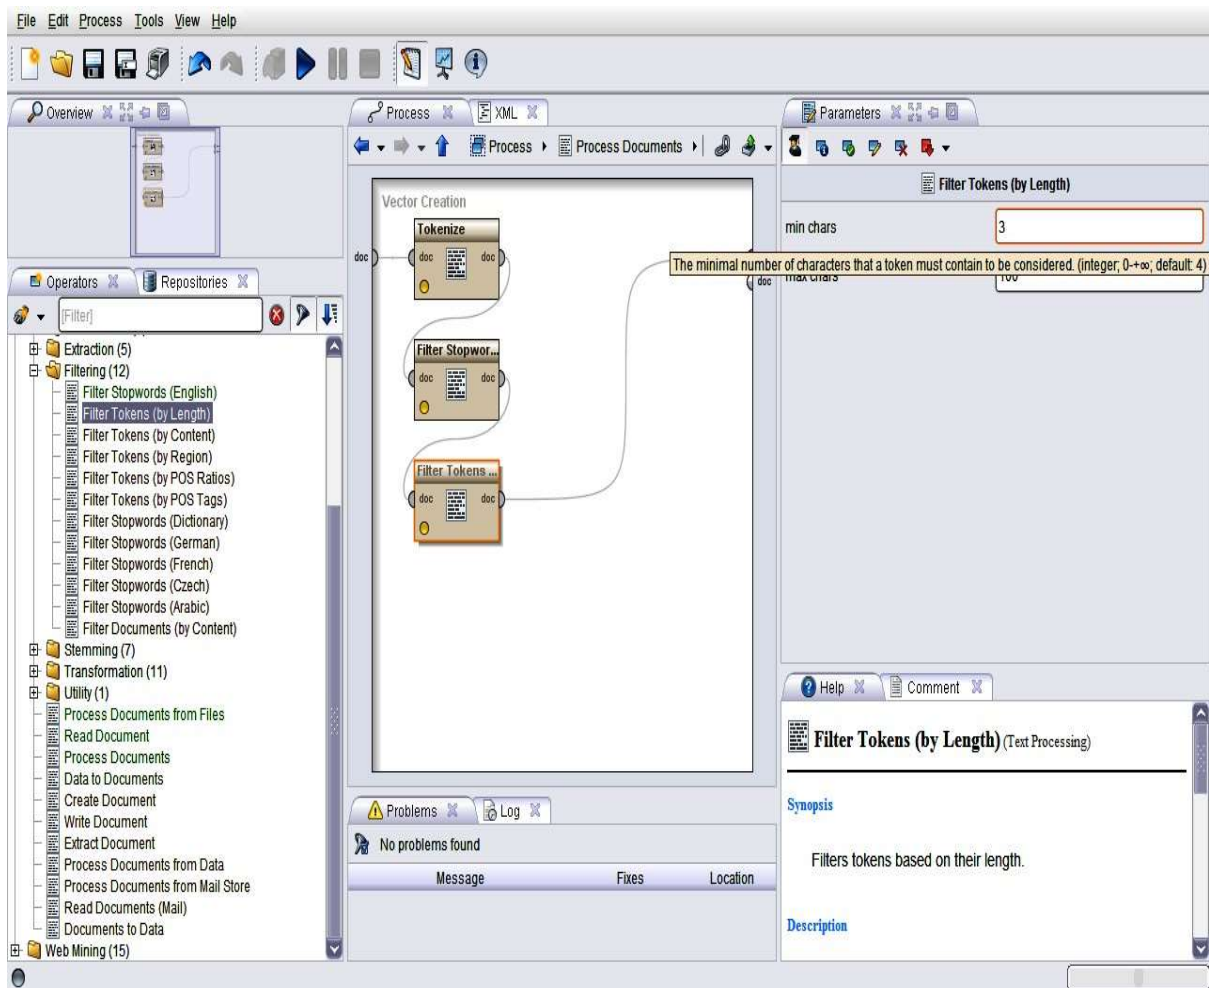 File Edit Process Tools View Help
Overview
Process
XML
Parameters
Process
Process Documents
Filter Tokens (by Length)
Vector Creation
Tokenize
min chars
3
doc
doc
doc
The minimal number of characters that a token must contain to be considered. (integer; 0-+∞; default: 4)
doc
max chars
100
Operators
Repositories
[Filter]
Extraction (5)
Filtering (12)
Filter Stopwords (English)
Filter Tokens (by Length)
Filter Tokens (by Content)
Filter Tokens (by Region)
Filter Tokens (by POS Ratios)
Filter Tokens (by POS Tags)
Filter Stopwords (Dictionary)
Filter Stopwords (German)
Filter Stopwords (French)
Filter Stopwords (Czech)
Filter Stopwords (Arabic)
Filter Documents (by Content)
Stemming (7)
Transformation (11)
Utility (1)
Process Documents from Files
Read Document
Process Documents
Data to Documents
Create Document
Write Document
Extract Document
Process Documents from Data
Process Documents from Mail Store
Read Documents (Mail)
Documents to Data
Web Mining (15)
Filter Stopwor...
doc
doc
Filter Tokens ...
doc
doc
Problems
Log
No problems found
Message Fixes Location
Help
Comment
Filter Tokens (by Length) (Text Processing)
Synopsis
Filters tokens based on their length.
Description